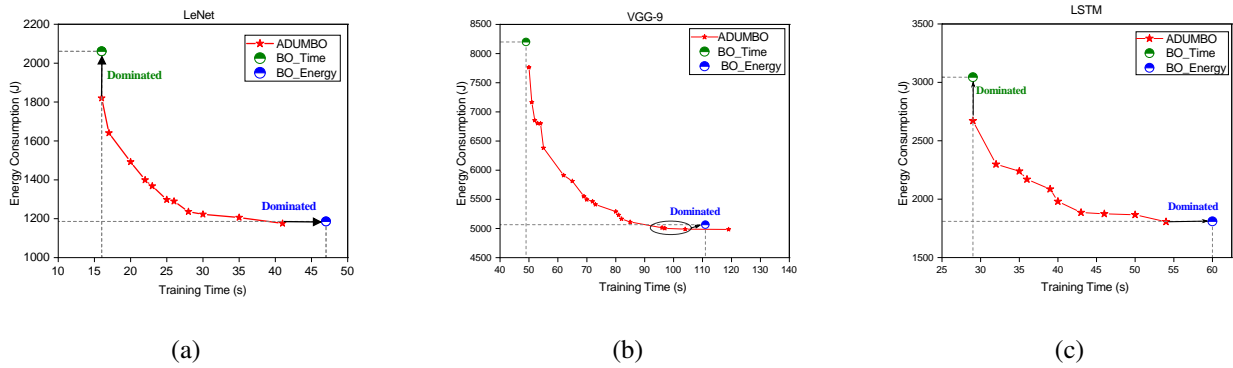 LeNet
2200
2000
1800
1600
1400
1200
1000
Energy Consumption (J)
ADUMBO
BO_Time
BO_Energy
Dominated
Dominated
10 15 20 25 30 35 40 45 50
Training Time (s)
(a)
VGG-9
8500
8000
7500
7000
6500
6000
5500
5000
4500
4000
Energy Consumption (J)
ADUMBO
BO_Time
BO_Energy
Dominated
40 50 60 70 80 90 100 110 120 130 140
Training Time (s)
(b)
LSTM
3500
3000
2500
2000
1500
Energy Consumption (J)
ADUMBO
BO_Time
BO_Energy
Dominated
Dominated
25 30 35 40 45 50 55 60
Training Time (s)
(c)